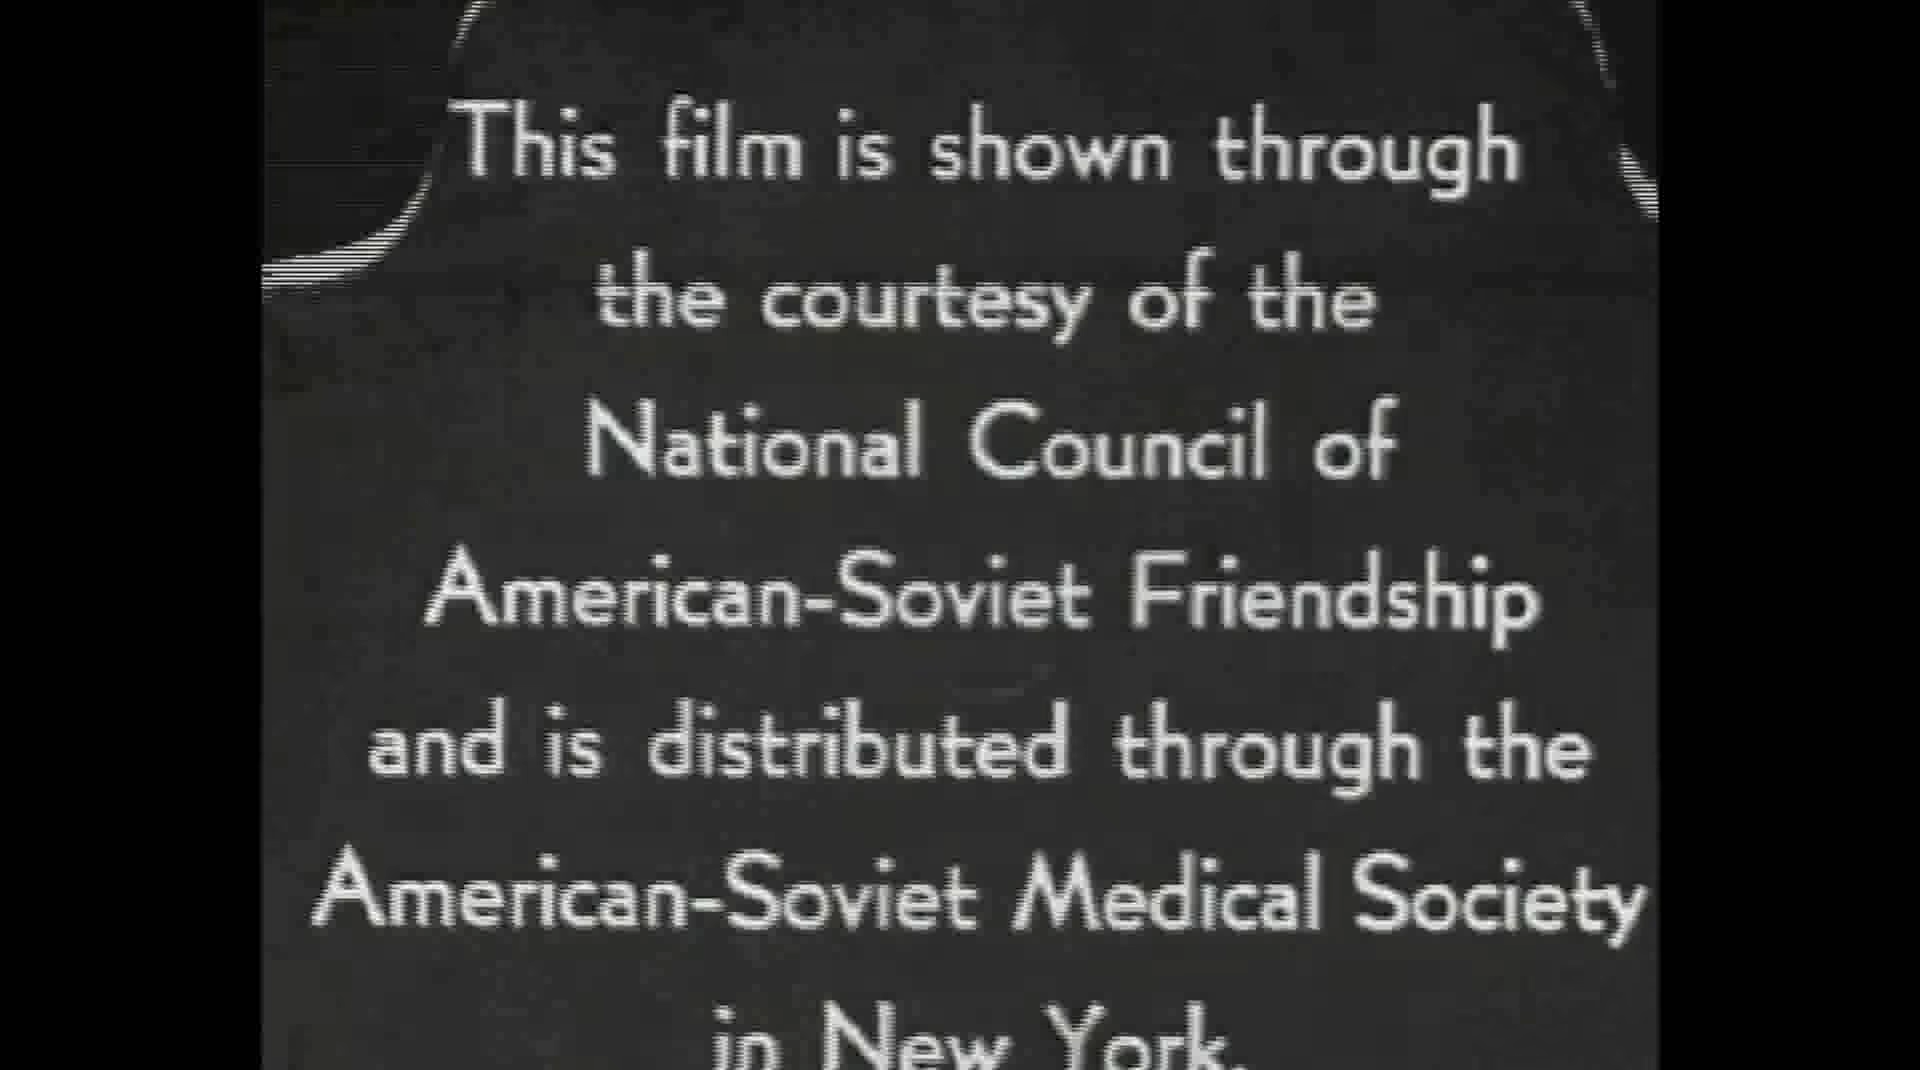 This film is shown through
the courtesy of the
National Council of
American-Soviet Friendship
and is distributed through the
American-Soviet Medical Society
in New York.